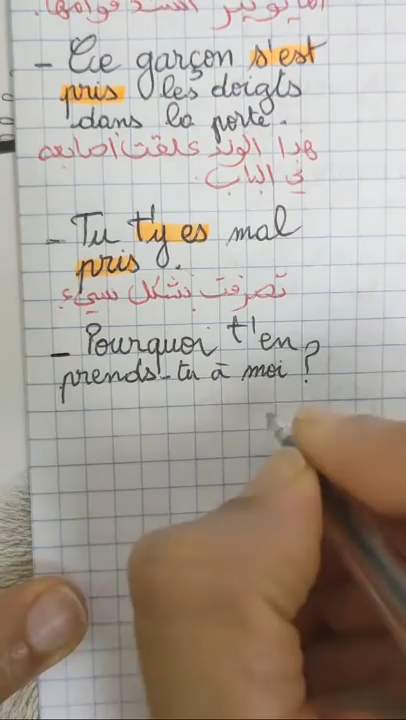 - Ce garçon s'est
pris les doigts
dans la porte.
هذا الولد علقت أصابعه
في الباب.
- Tu t'y es mal
pris.
تصرفت بشكل سيء
- Pourquoi t'en
prends-tu à moi ?